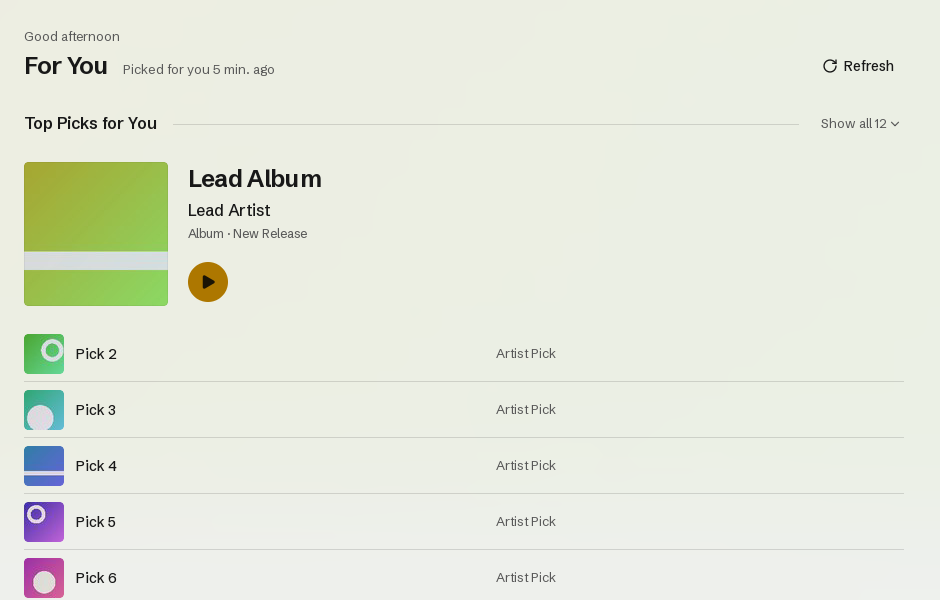 Good afternoon
For You
Picked for you 5 min. ago
Refresh
Top Picks for You
Show all 12
Lead Album
Lead Artist
Album · New Release
Pick 2
Artist Pick
Pick 3
Artist Pick
Pick 4
Artist Pick
Pick 5
Artist Pick
Pick 6
Artist Pick